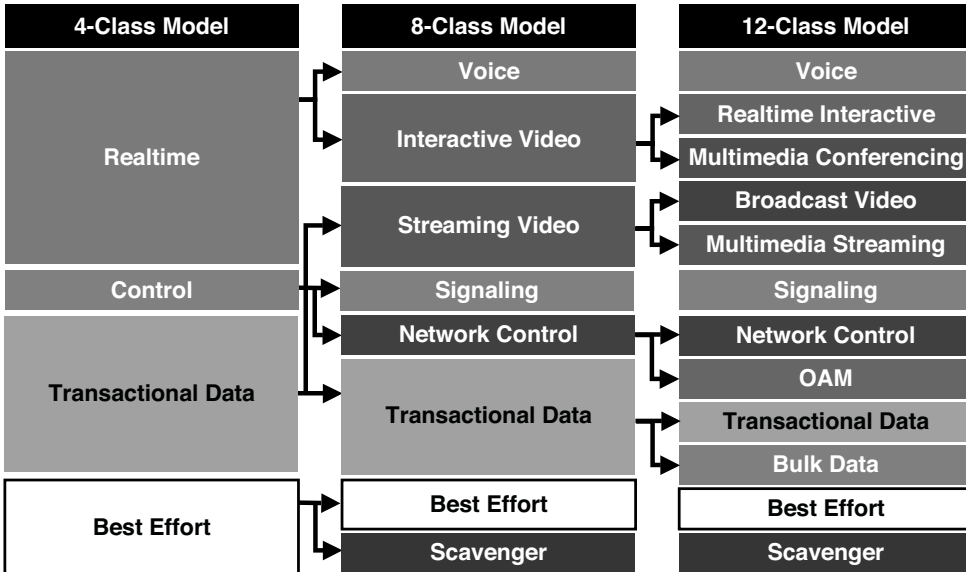 4-Class Model
Realtime
Control
Transactional Data
Best Effort
8-Class Model
Voice
Interactive Video
Streaming Video
Signaling
Network Control
Transactional Data
Best Effort
Scavenger
12-Class Model
Voice
Realtime Interactive
Multimedia Conferencing
Broadcast Video
Multimedia Streaming
Signaling
Network Control
OAM
Transactional Data
Bulk Data
Best Effort
Scavenger